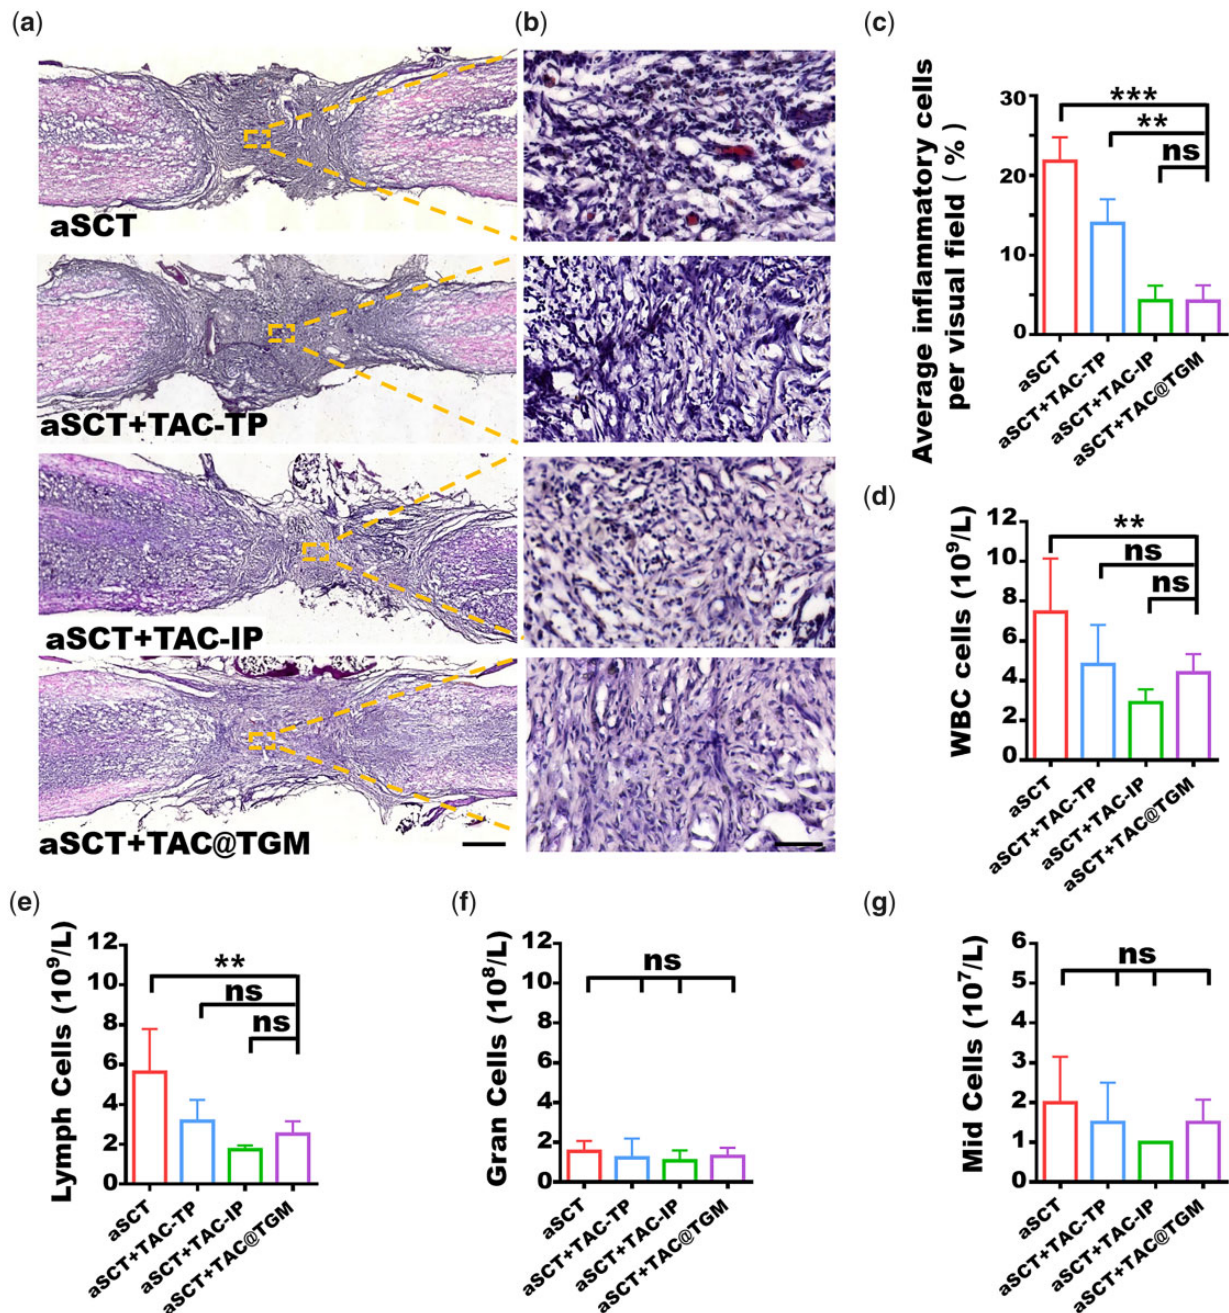 (a)
(b)
(c)
aSCT
aSCT+TAC-TP
aSCT+TAC-IP
aSCT+TAC@TGM
Average inflammatory cells
per visual field ( %)
30
20
10
0
***
**
ns
aSCT
aSCT+TAC-TP
aSCT+TAC-IP
aSCT+TAC@TGM
(d)
WBC cells (10⁹/L)
12
10
8
6
4
2
0
**
ns
ns
aSCT
aSCT+TAC-TP
aSCT+TAC-IP
aSCT+TAC@TGM
(e)
Lymph Cells (10⁹/L)
12
10
8
6
4
2
0
**
ns
ns
aSCT
aSCT+TAC-TP
aSCT+TAC-IP
aSCT+TAC@TGM
(f)
Gran Cells (10⁸/L)
12
10
8
6
4
2
0
ns
aSCT
aSCT+TAC-TP
aSCT+TAC-IP
aSCT+TAC@TGM
(g)
Mid Cells (10⁷/L)
6
5
4
3
2
1
0
ns
aSCT
aSCT+TAC-TP
aSCT+TAC-IP
aSCT+TAC@TGM